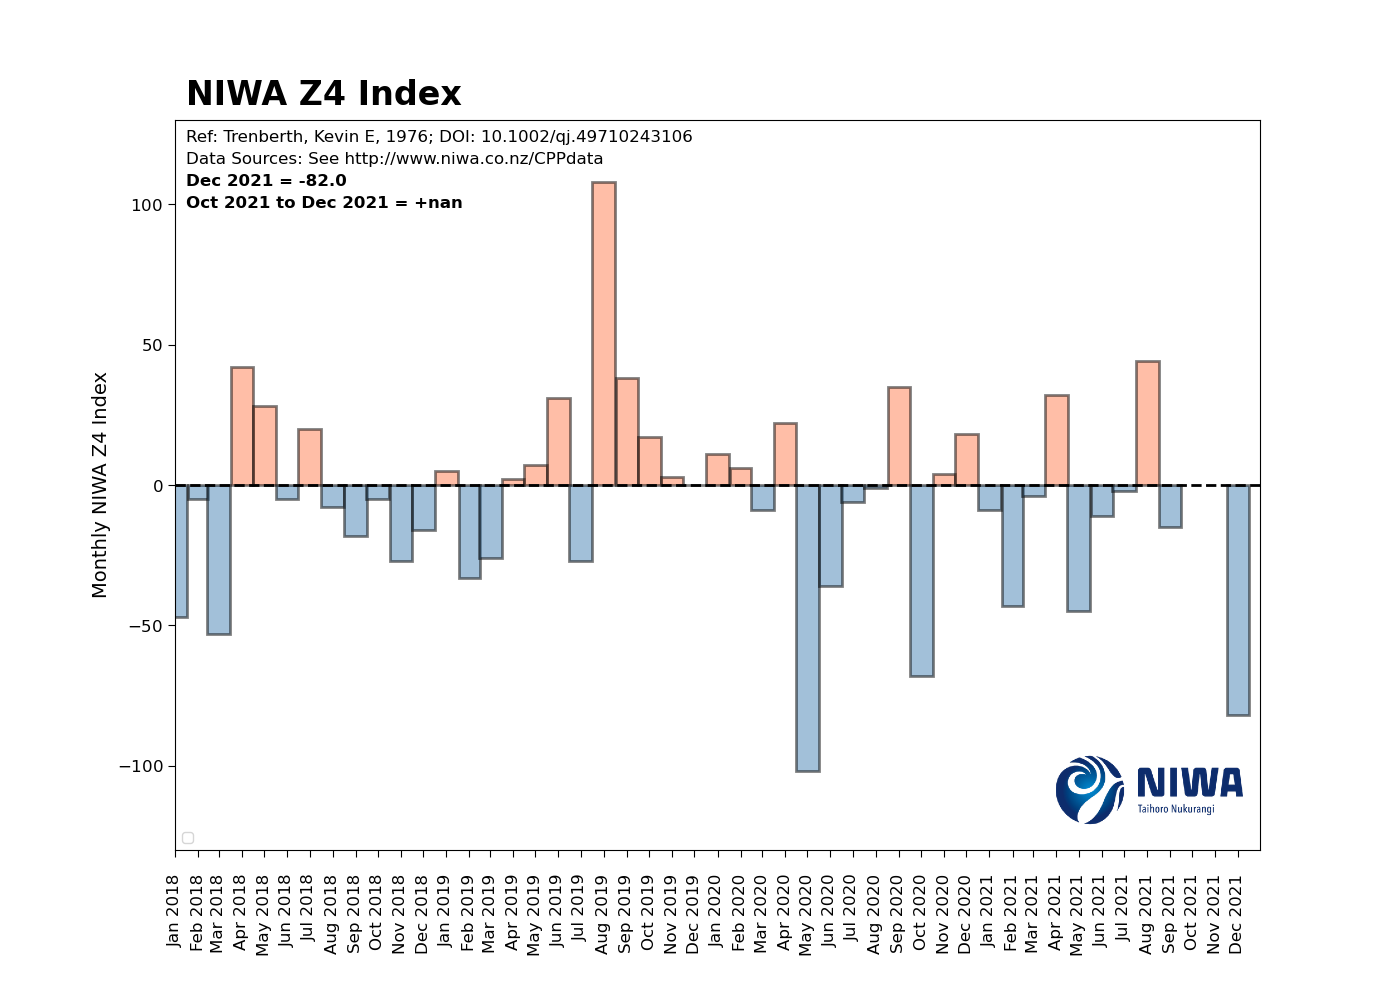 NIWA Z4 Index
Ref: Trenberth, Kevin E, 1976; DOI: 10.1002/qj.49710243106
Data Sources: See http://www.niwa.co.nz/CPPdata
Dec 2021 = -82.0
Oct 2021 to Dec 2021 = +nan
Monthly NIWA Z4 Index
100
50
0
−50
−100
NIWA
Taihoro Nukurangi
Jan 2018
Feb 2018
Mar 2018
Apr 2018
May 2018
Jun 2018
Jul 2018
Aug 2018
Sep 2018
Oct 2018
Nov 2018
Dec 2018
Jan 2019
Feb 2019
Mar 2019
Apr 2019
May 2019
Jun 2019
Jul 2019
Aug 2019
Sep 2019
Oct 2019
Nov 2019
Dec 2019
Jan 2020
Feb 2020
Mar 2020
Apr 2020
May 2020
Jun 2020
Jul 2020
Aug 2020
Sep 2020
Oct 2020
Nov 2020
Dec 2020
Jan 2021
Feb 2021
Mar 2021
Apr 2021
May 2021
Jun 2021
Jul 2021
Aug 2021
Sep 2021
Oct 2021
Nov 2021
Dec 2021